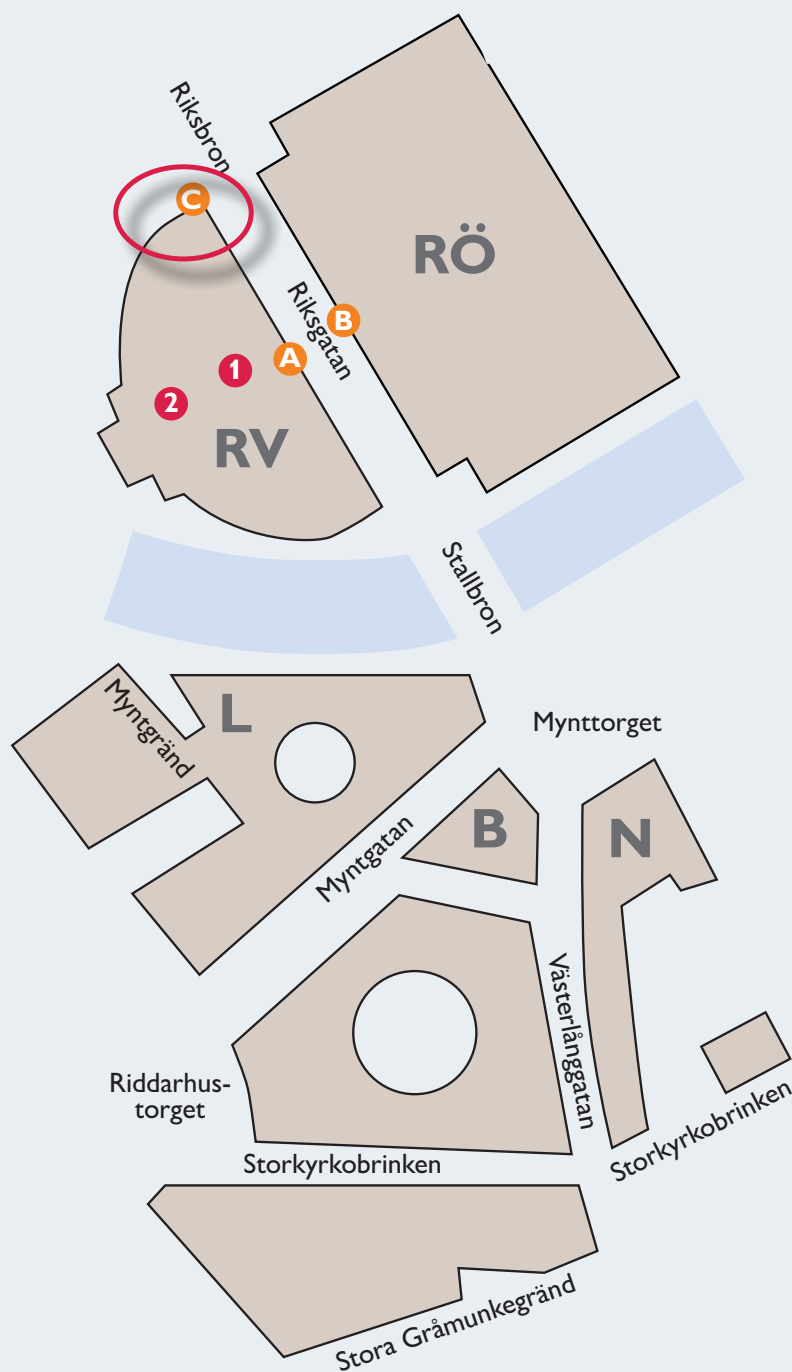 Riksbron
C
RÖ
Riksgatan
B
A
1
2
RV
Stallbron
Myntgränd
L
Mynttorget
B
N
Myntgatan
Västerlånggatan
Riddarhus-
torget
Storkyrkobrinken
Storkyrkobrinken
Stora Gråmunkegränd